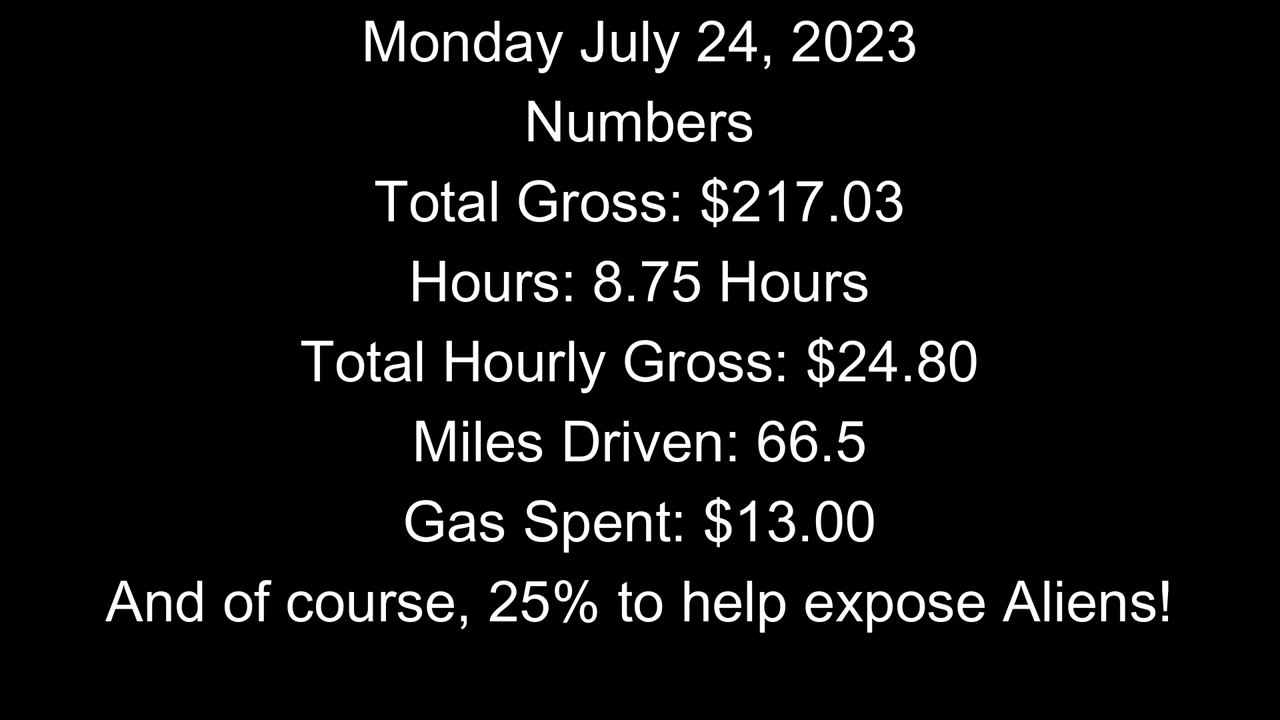 Monday July 24, 2023
Numbers
Total Gross: $217.03
Hours: 8.75 Hours
Total Hourly Gross: $24.80
Miles Driven: 66.5
Gas Spent: $13.00
And of course, 25% to help expose Aliens!